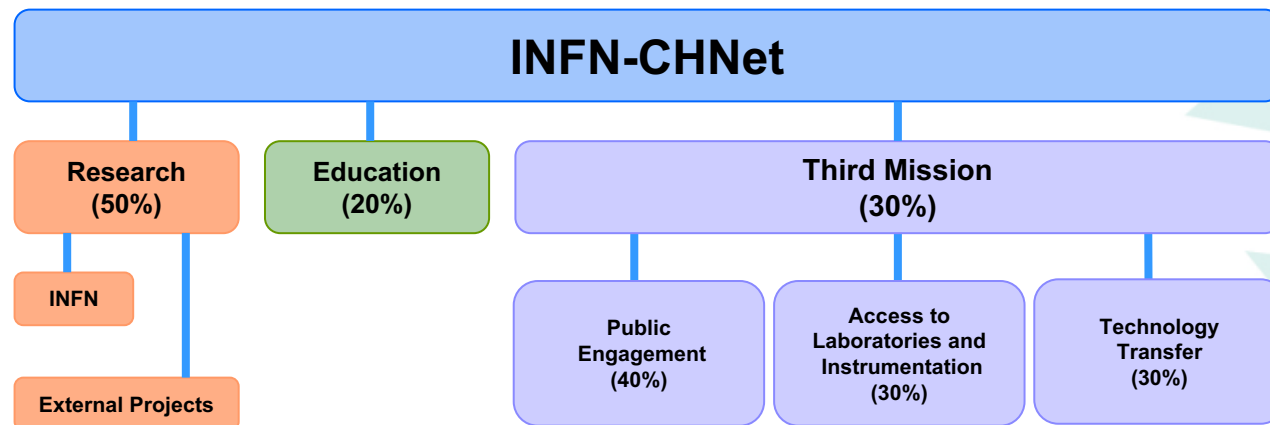 INFN-CHNet
Research
(50%)
Education
(20%)
Third Mission
(30%)
INFN
External Projects
Public
Engagement
(40%)
Access to
Laboratories and
Instrumentation
(30%)
Technology
Transfer
(30%)